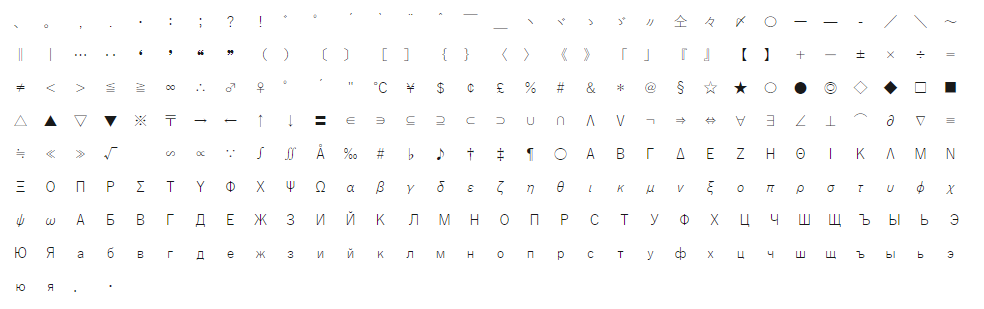 、 。 , . · : ; ? ! ゛ ゜ ´ ` ¨ ˆ ￣ ＿ ヽ ヾ ゝ ゞ 〃 仝 々 〆 〇 ー — - ／ ＼ ～
∥ ｜ … ‥ ‘ ’ “ ” （ ） 〔 〕 ［ ］ ｛ ｝ 〈 〉 《 》 「 」 『 』 【 】 + − ± × ÷ =
≠ < > ≦ ≧ ∞ ∴ ♂ ♀ ° ′ ″ ℃ ¥ $ ¢ £ % # & * @ § ☆ ★ ○ ● ◎ ◇ ◆ □ ■
△ ▲ ▽ ▼ ※ 〒 → ← ↑ ↓ 〓 ∈ ∋ ⊆ ⊇ ⊂ ⊃ ∪ ∩ ∧ ∨ ¬ ⇒ ⇔ ∀ ∃ ∠ ⊥ ⌒ ∂ ∇ ≡
≒ ≪ ≫ √ ∽ ∝ ∵ ∫ ∬ Å ‰ # ♭ ♪ † ‡ ¶ ◯ Α Β Γ Δ Ε Ζ Η Θ Ι Κ Λ Μ Ν
Ξ Ο Π Ρ Σ Τ Υ Φ Χ Ψ Ω α β γ δ ε ζ η θ ι κ μ ν ξ ο π ρ σ τ υ φ χ
ψ ω А Б В Г Д Е Ж З И Й К Л М Н О П Р С Т У Ф Х Ц Ч Ш Щ Ъ Ы Ь Э
Ю Я а б в г д е ж з и й к л м н о п р с т у ф х ц ч ш щ ъ ы ь э
ю я . ·